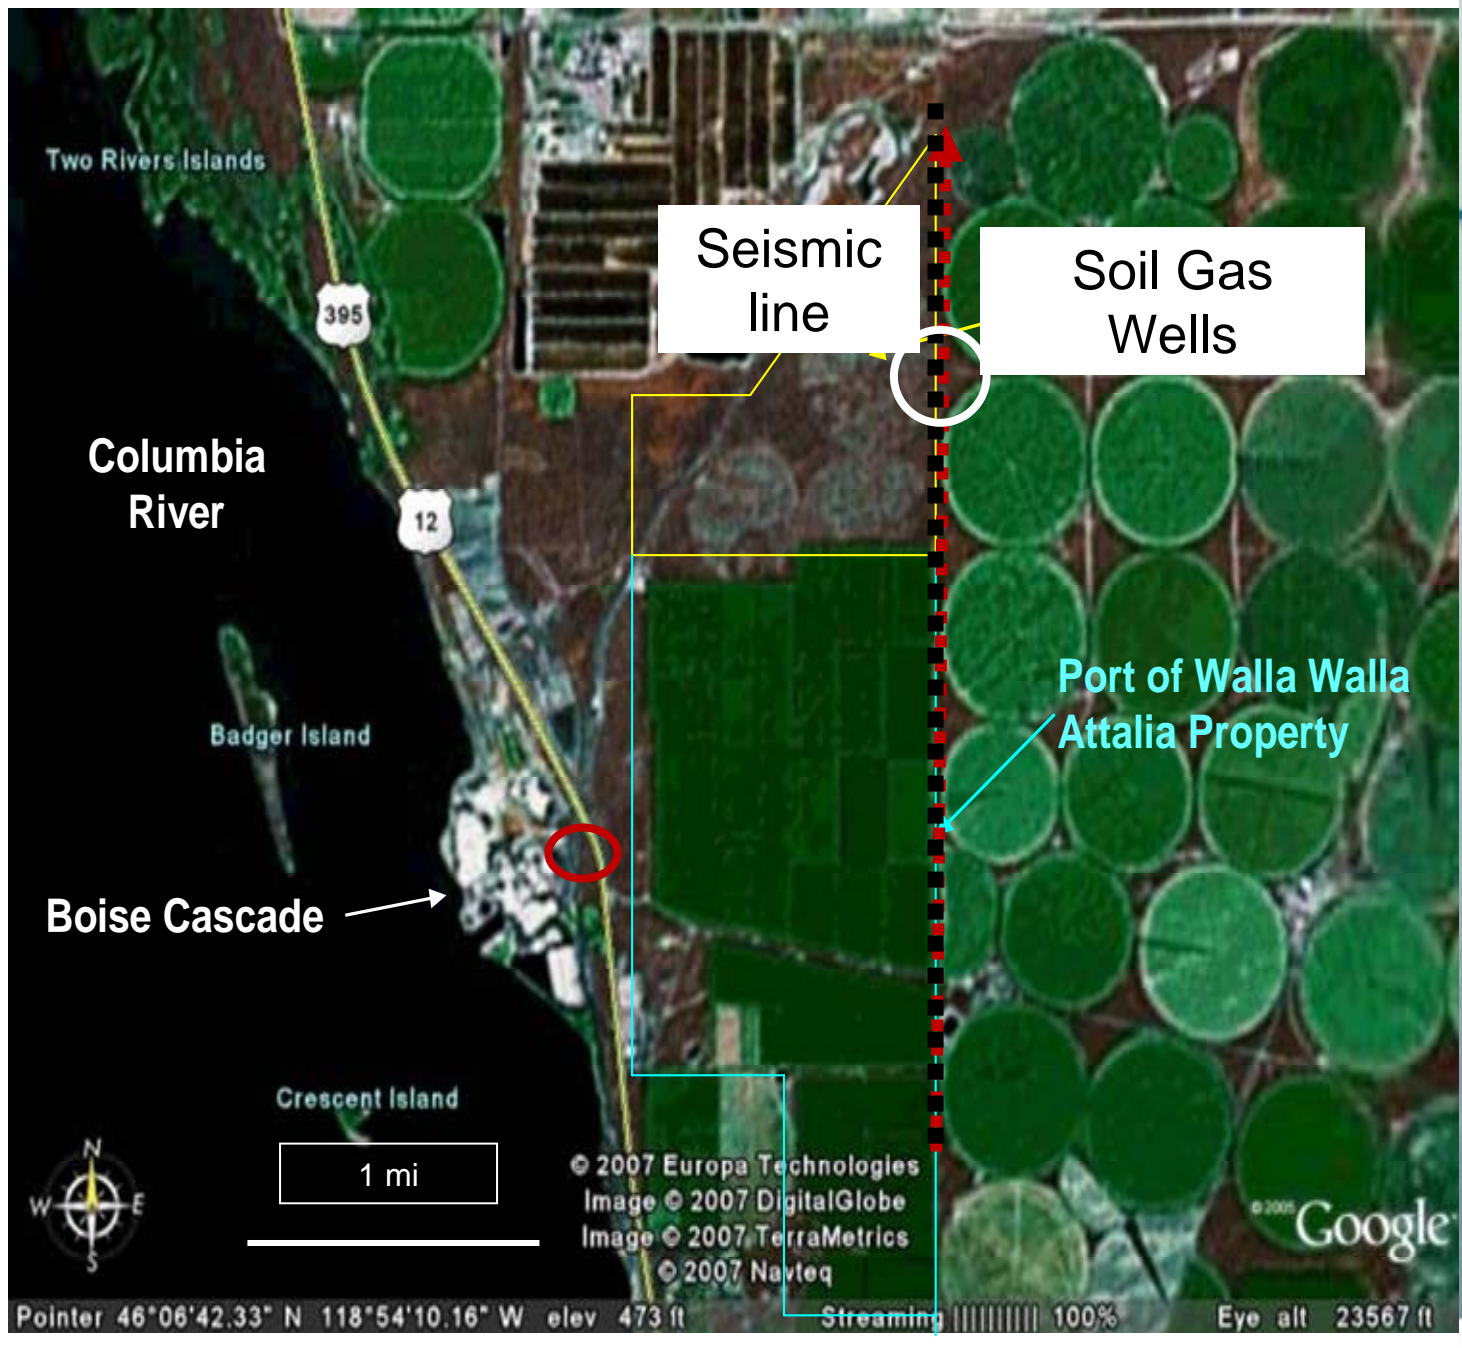 Two Rivers Islands
Seismic
line
Soil Gas
Wells
395
Columbia
River
12
Port of Walla Walla
Attalia Property
Badger Island
Boise Cascade
Crescent Island
1 mi
N
W
E
S
© 2007 Europa Technologies
Image © 2007 DigitalGlobe
Image © 2007 TerraMetrics
© 2007 Navteq
© 2005 Google
Pointer 46°06'42.33" N 118°54'10.16" W elev 473 ft Streaming |||||||||| 100% Eye alt 23567 ft